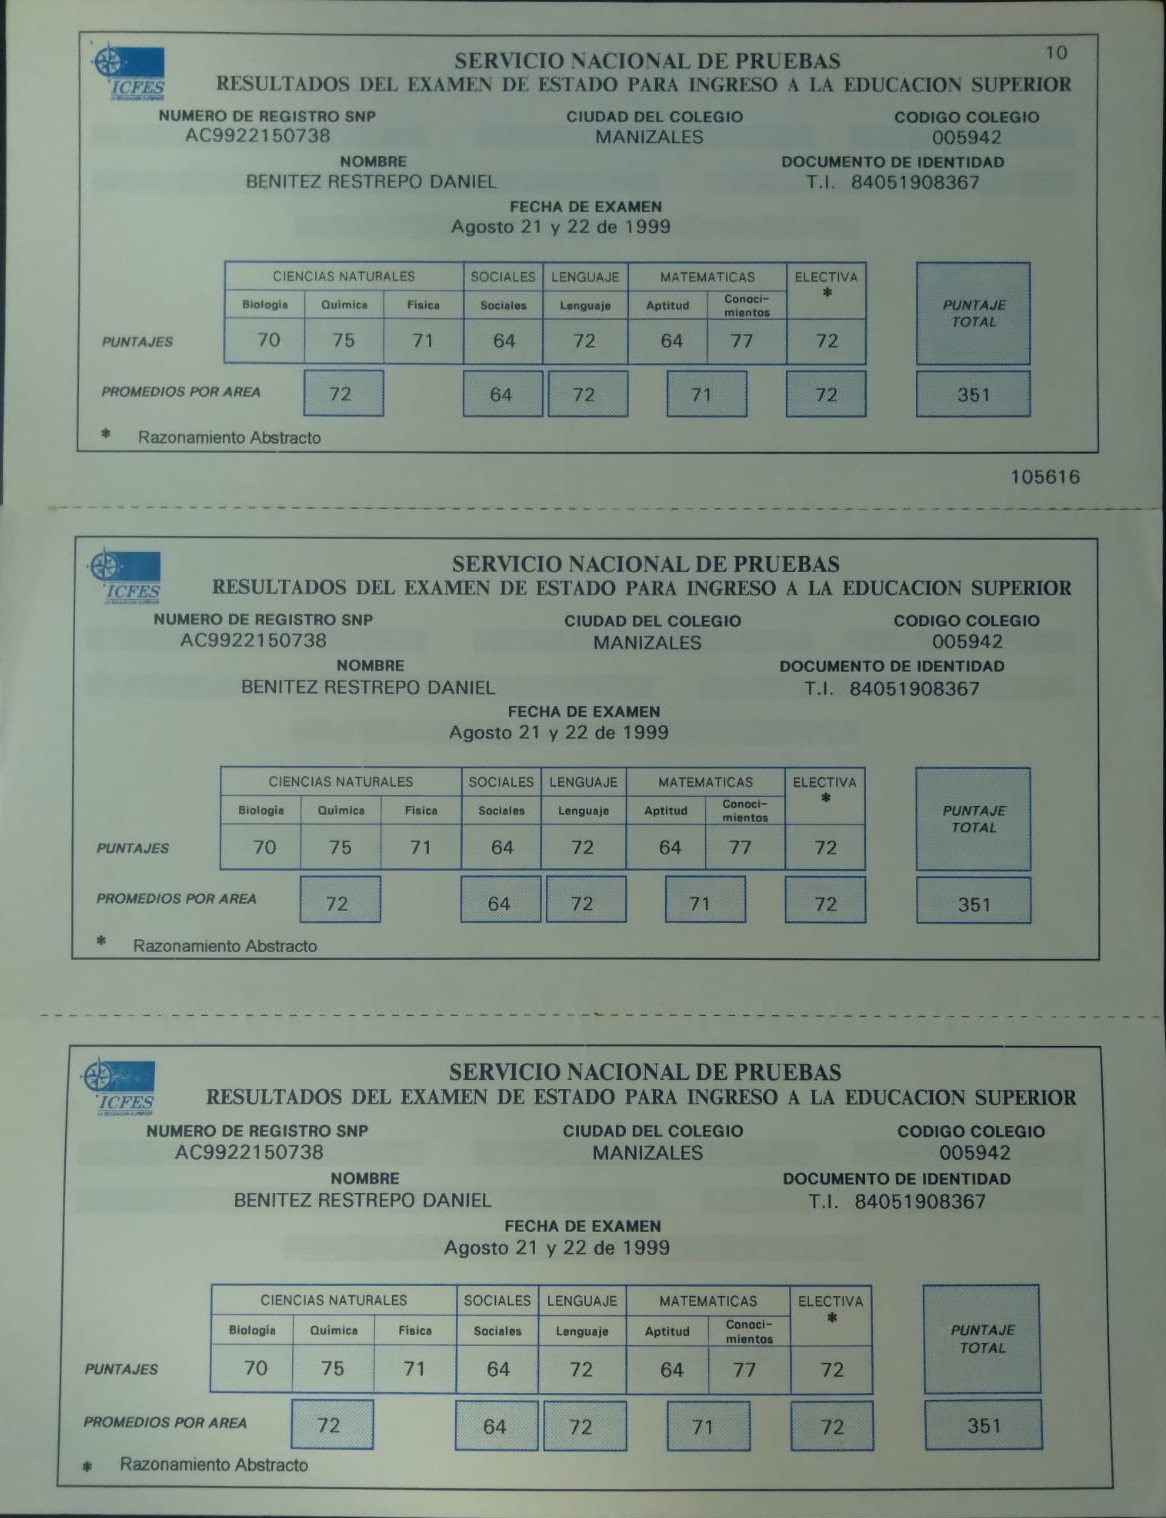 10
SERVICIO NACIONAL DE PRUEBAS
ICFES
RESULTADOS DEL EXAMEN DE ESTADO PARA INGRESO A LA EDUCACION SUPERIOR
NUMERO DE REGISTRO SNP CIUDAD DEL COLEGIO CODIGO COLEGIO
AC9922150738 MANIZALES 005942
NOMBRE DOCUMENTO DE IDENTIDAD
BENITEZ RESTREPO DANIEL T.I. 84051908367
FECHA DE EXAMEN
Agosto 21 y 22 de 1999
CIENCIAS NATURALES SOCIALES LENGUAJE MATEMATICAS ELECTIVA
*
Biologia Quimica Fisica Sociales Lenguaje Aptitud Conoci-
mientos
PUNTAJE
TOTAL
PUNTAJES 70 75 71 64 72 64 77 72
PROMEDIOS POR AREA 72 64 72 71 72 351
* Razonamiento Abstracto
105616
SERVICIO NACIONAL DE PRUEBAS
ICFES
RESULTADOS DEL EXAMEN DE ESTADO PARA INGRESO A LA EDUCACION SUPERIOR
NUMERO DE REGISTRO SNP CIUDAD DEL COLEGIO CODIGO COLEGIO
AC9922150738 MANIZALES 005942
NOMBRE DOCUMENTO DE IDENTIDAD
BENITEZ RESTREPO DANIEL T.I. 84051908367
FECHA DE EXAMEN
Agosto 21 y 22 de 1999
CIENCIAS NATURALES SOCIALES LENGUAJE MATEMATICAS ELECTIVA
*
Biologia Quimica Fisica Sociales Lenguaje Aptitud Conoci-
mientos
PUNTAJE
TOTAL
PUNTAJES 70 75 71 64 72 64 77 72
PROMEDIOS POR AREA 72 64 72 71 72 351
* Razonamiento Abstracto
SERVICIO NACIONAL DE PRUEBAS
ICFES
RESULTADOS DEL EXAMEN DE ESTADO PARA INGRESO A LA EDUCACION SUPERIOR
NUMERO DE REGISTRO SNP CIUDAD DEL COLEGIO CODIGO COLEGIO
AC9922150738 MANIZALES 005942
NOMBRE DOCUMENTO DE IDENTIDAD
BENITEZ RESTREPO DANIEL T.I. 84051908367
FECHA DE EXAMEN
Agosto 21 y 22 de 1999
CIENCIAS NATURALES SOCIALES LENGUAJE MATEMATICAS ELECTIVA
*
Biologia Quimica Fisica Sociales Lenguaje Aptitud Conoci-
mientos
PUNTAJE
TOTAL
PUNTAJES 70 75 71 64 72 64 77 72
PROMEDIOS POR AREA 72 64 72 71 72 351
* Razonamiento Abstracto